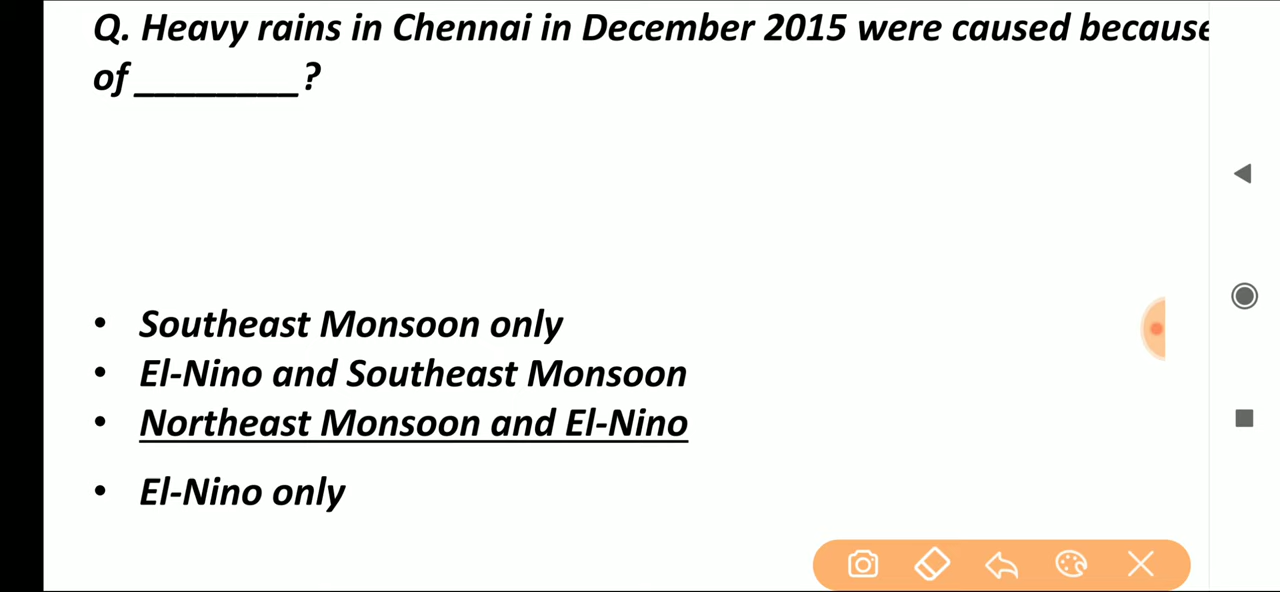 Q. Heavy rains in Chennai in December 2015 were caused because
of ________?
• Southeast Monsoon only
• El-Nino and Southeast Monsoon
• Northeast Monsoon and El-Nino
• El-Nino only